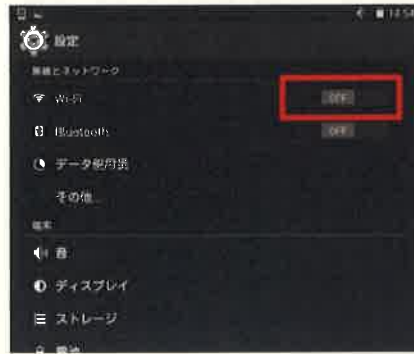 設定
無線とネットワーク
Wi-Fi
OFF
Bluetooth
OFF
データ使用量
その他...
端末
音
ディスプレイ
ストレージ
電池